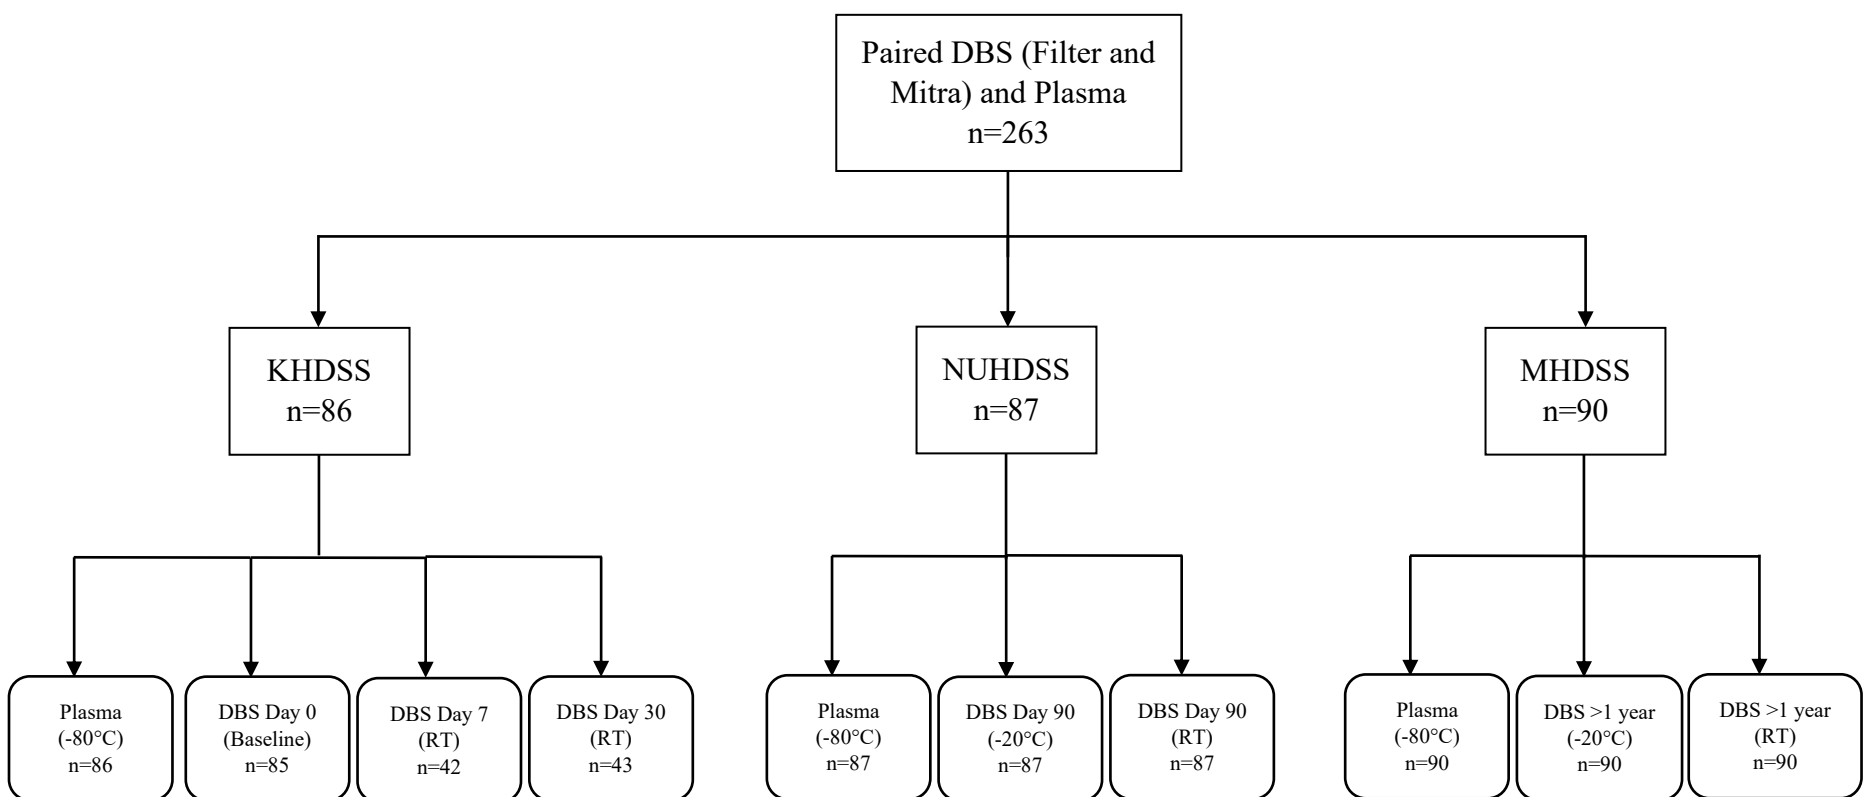 Paired DBS (Filter and
Mitra) and Plasma
n=263
KHDSS
n=86
NUHDSS
n=87
MHDSS
n=90
Plasma
(-80°C)
n=86
DBS Day 0
(Baseline)
n=85
DBS Day 7
(RT)
n=42
DBS Day 30
(RT)
n=43
Plasma
(-80°C)
n=87
DBS Day 90
(-20°C)
n=87
DBS Day 90
(RT)
n=87
Plasma
(-80°C)
n=90
DBS >1 year
(-20°C)
n=90
DBS >1 year
(RT)
n=90